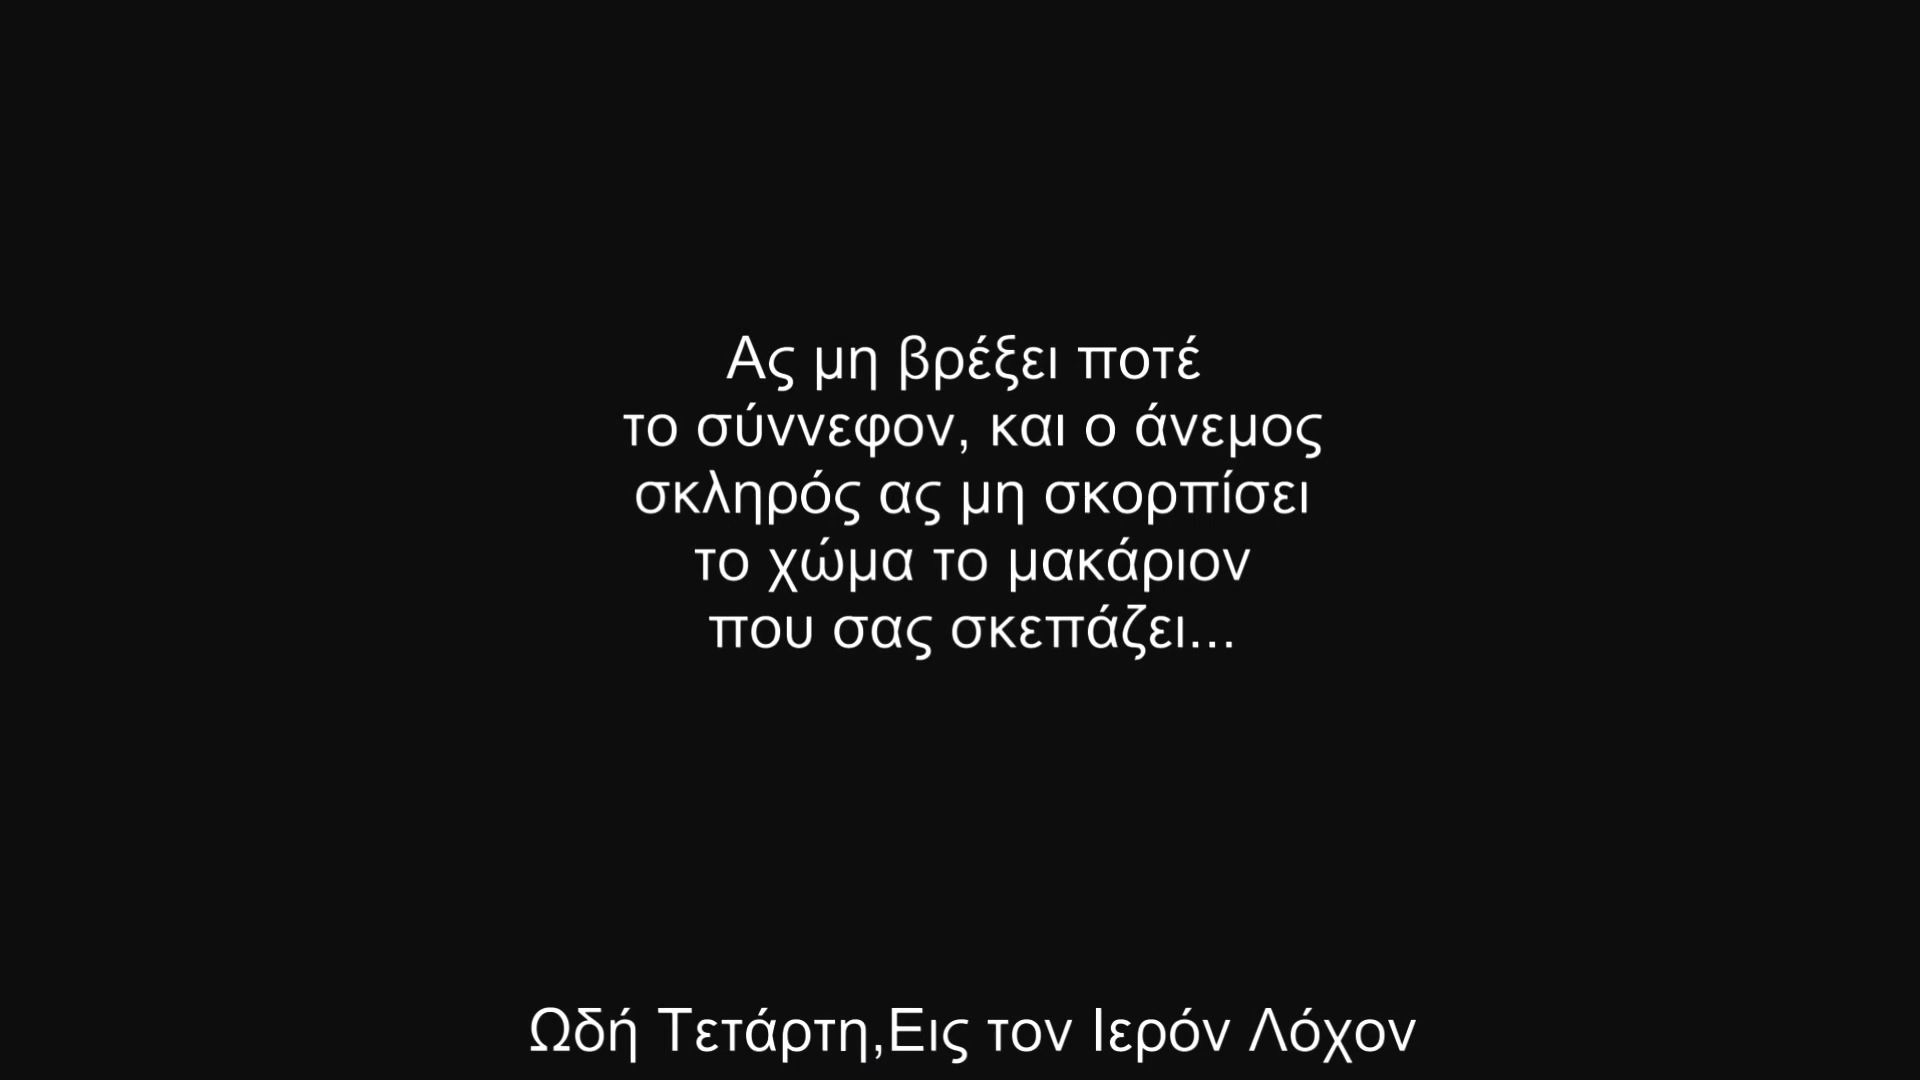 Ας μη βρέξει ποτέ
το σύννεφον, και ο άνεμος
σκληρός ας μη σκορπίσει
το χώμα το μακάριον
που σας σκεπάζει...
Ωδή Τετάρτη,Εις τον Ιερόν Λόχον